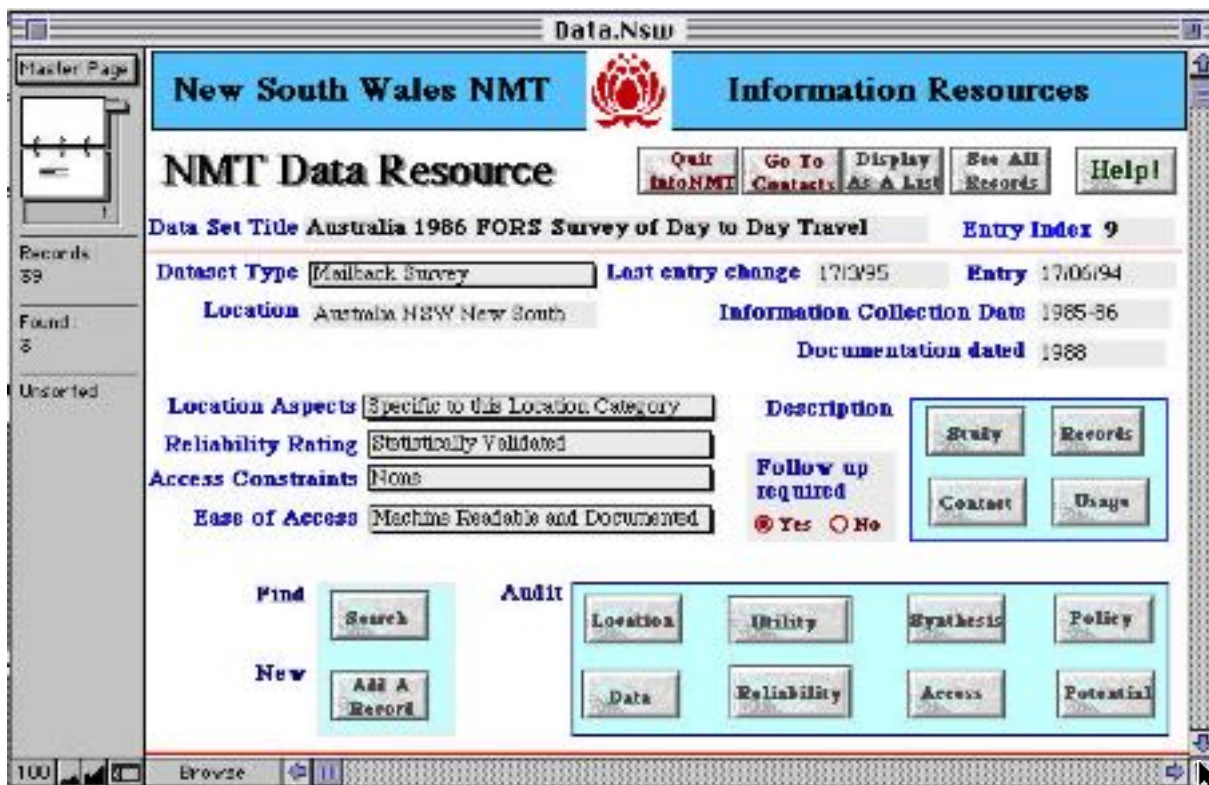 Data.Nsw
Master Page
1
Records:
39
Found:
3
Unsorted
New South Wales NMT Information Resources
NMT Data Resource
Quit InfoNMT
Go To Contacts
Display As A List
See All Records
Help!
Data Set Title Australia 1986 FORS Survey of Day to Day Travel Entry Index 9
Dataset Type Mailback Survey Last entry change 17/3/95 Entry 17/06/94
Location Australia NSW New South Information Collection Date 1985-86
Documentation dated 1988
Location Aspects Specific to this Location Category
Reliability Rating Statistically Validated
Access Constraints None
Ease of Access Machine Readable and Documented
Description
Study Records
Contact Usage
Follow up
required
Yes No
Find Search
New Add A Record
Audit
Location Utility Synthesis Policy
Data Reliability Access Potential
100 Browse